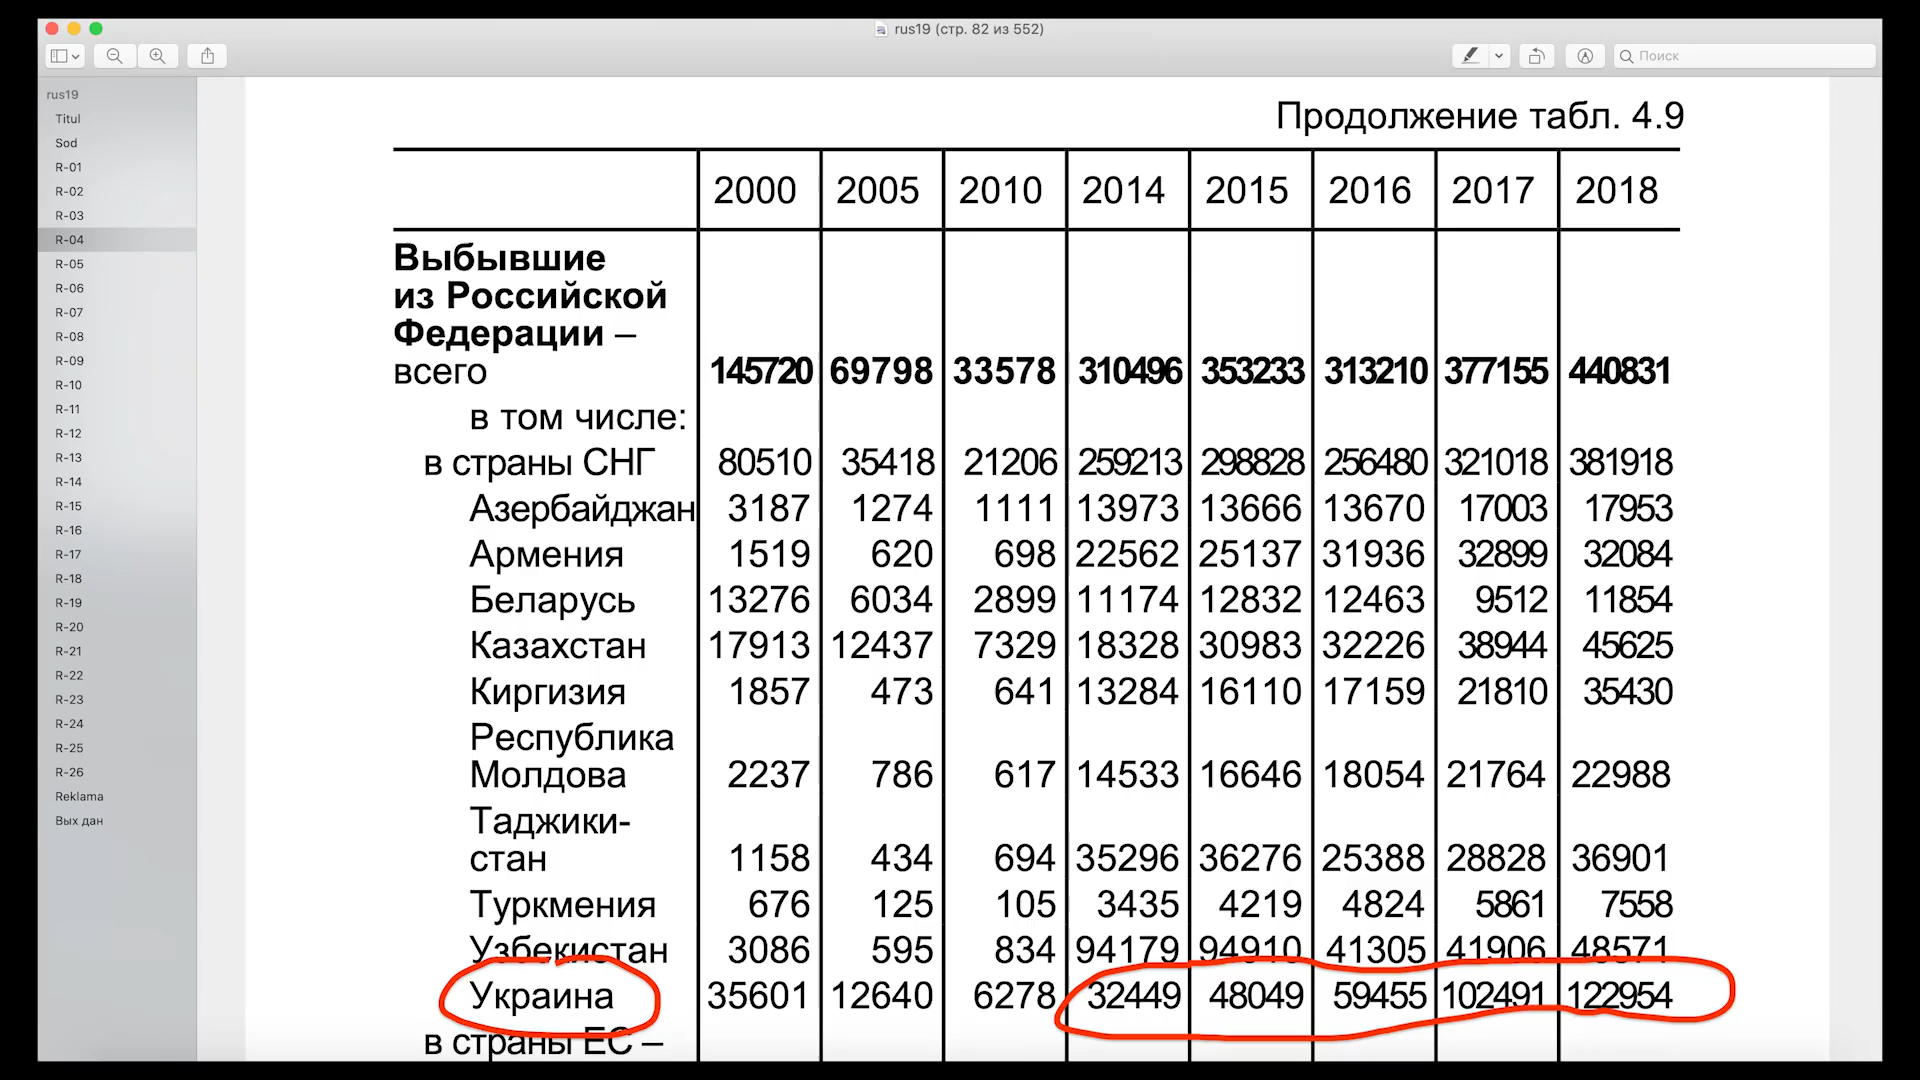 rus19 (стр. 82 из 552)
Поиск
rus19
Titul
Sod
R-01
R-02
R-03
R-04
R-05
R-06
R-07
R-08
R-09
R-10
R-11
R-12
R-13
R-14
R-15
R-16
R-17
R-18
R-19
R-20
R-21
R-22
R-23
R-24
R-25
R-26
Reklama
Вых дан
Продолжение табл. 4.9
2000 2005 2010 2014 2015 2016 2017 2018
Выбывшие
из Российской
Федерации –
всего 145720 69798 33578 310496 353233 313210 377155 440831
в том числе:
в страны СНГ 80510 35418 21206 259213 298828 256480 321018 381918
Азербайджан 3187 1274 1111 13973 13666 13670 17003 17953
Армения 1519 620 698 22562 25137 31936 32899 32084
Беларусь 13276 6034 2899 11174 12832 12463 9512 11854
Казахстан 17913 12437 7329 18328 30983 32226 38944 45625
Киргизия 1857 473 641 13284 16110 17159 21810 35430
Республика
Молдова 2237 786 617 14533 16646 18054 21764 22988
Таджики-
стан 1158 434 694 35296 36276 25388 28828 36901
Туркмения 676 125 105 3435 4219 4824 5861 7558
Узбекистан 3086 595 834 94179 94910 41305 41906 48571
Украина 35601 12640 6278 32449 48049 59455 102491 122954
в страны ЕС –